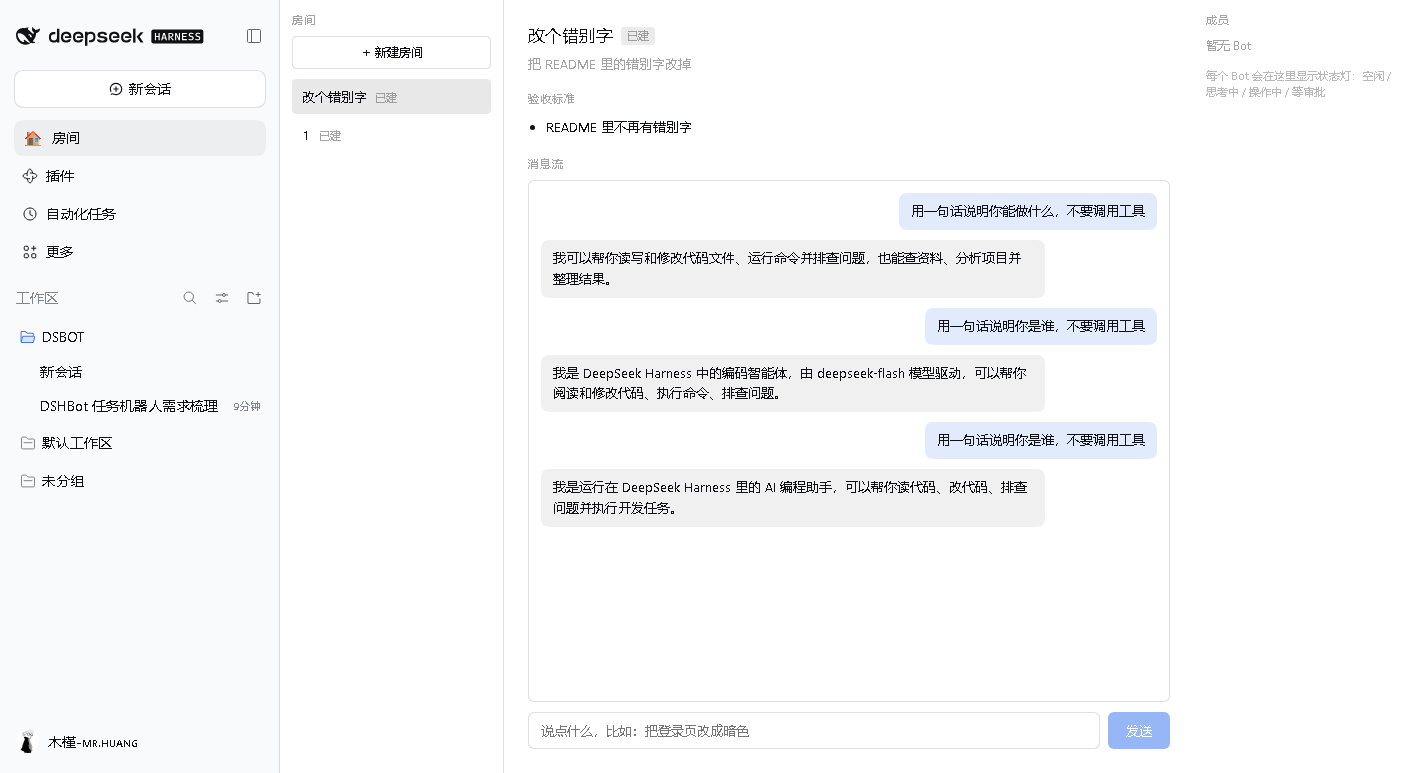 deepseek HARNESS
新会话
房间
插件
自动化任务
更多
工作区
DSBOT
新会话
DSHBot 任务机器人需求梳理 9分钟
默认工作区
未分组
木槿-MR.HUANG
房间
+ 新建房间
改个错别字 已建
1 已建
改个错别字 已建
把 README 里的错别字改掉
验收标准
• README 里不再有错别字
消息流
用一句话说明你能做什么，不要调用工具
我可以帮你读写和修改代码文件、运行命令并排查问题，也能查资料、分析项目并
整理结果。
用一句话说明你是谁，不要调用工具
我是 DeepSeek Harness 中的编码智能体，由 deepseek-flash 模型驱动，可以帮你
阅读和修改代码、执行命令、排查问题。
用一句话说明你是谁，不要调用工具
我是运行在 DeepSeek Harness 里的 AI 编程助手，可以帮你读代码、改代码、排查
问题并执行开发任务。
说点什么，比如：把登录页改成暗色
发送
成员
暂无 Bot
每个 Bot 会在这里显示状态灯：空闲 /
思考中 / 操作中 / 等审批